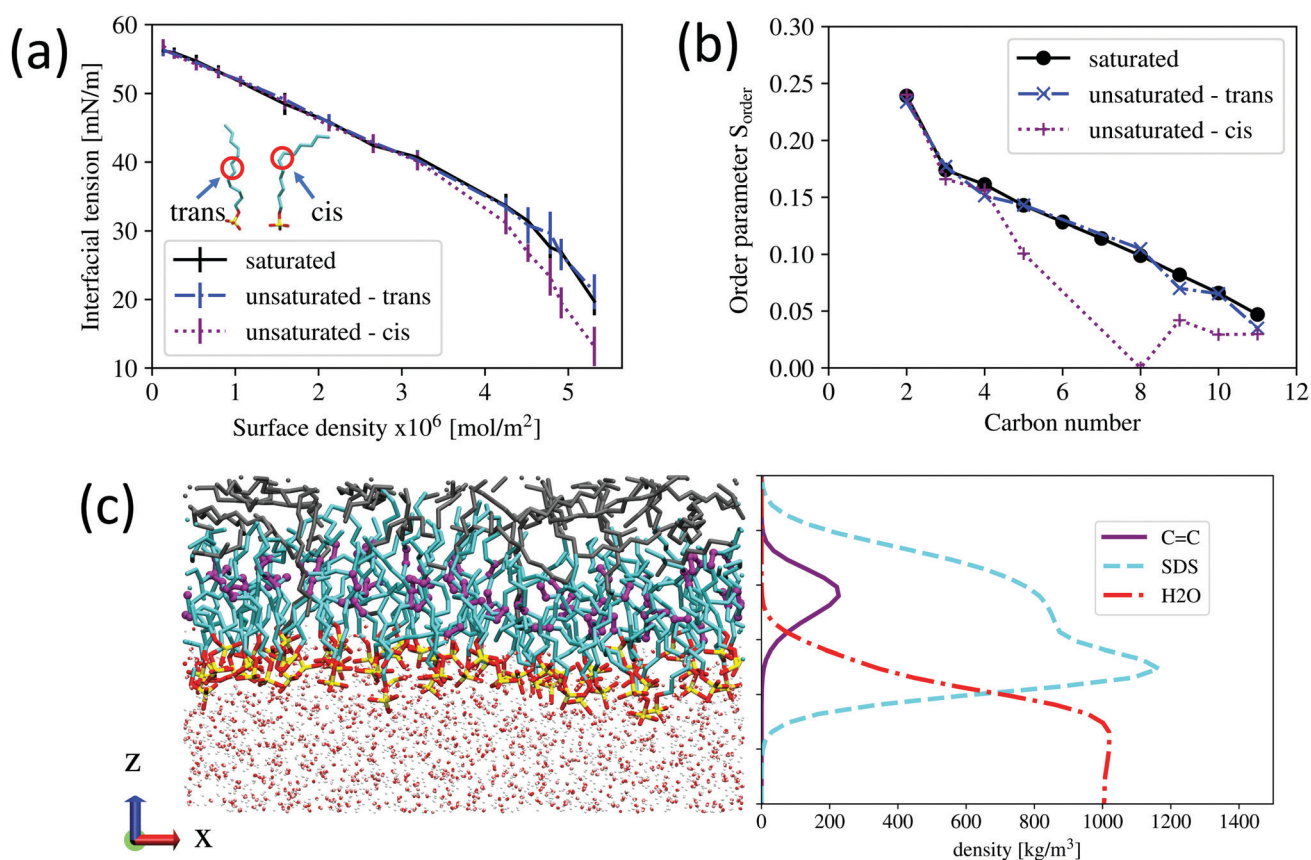 (a)
60
50
40
30
20
10
Interfacial tension [mN/m]
trans
cis
saturated
unsaturated - trans
unsaturated - cis
0 1 2 3 4 5
Surface density x10⁶ [mol/m²]
(b)
0.30
0.25
0.20
0.15
0.10
0.05
0.00
Order parameter Sorder
saturated
unsaturated - trans
unsaturated - cis
0 2 4 6 8 10 12
Carbon number
(c)
Z
X
C=C
SDS
H2O
0 200 400 600 800 1000 1200 1400
density [kg/m³]